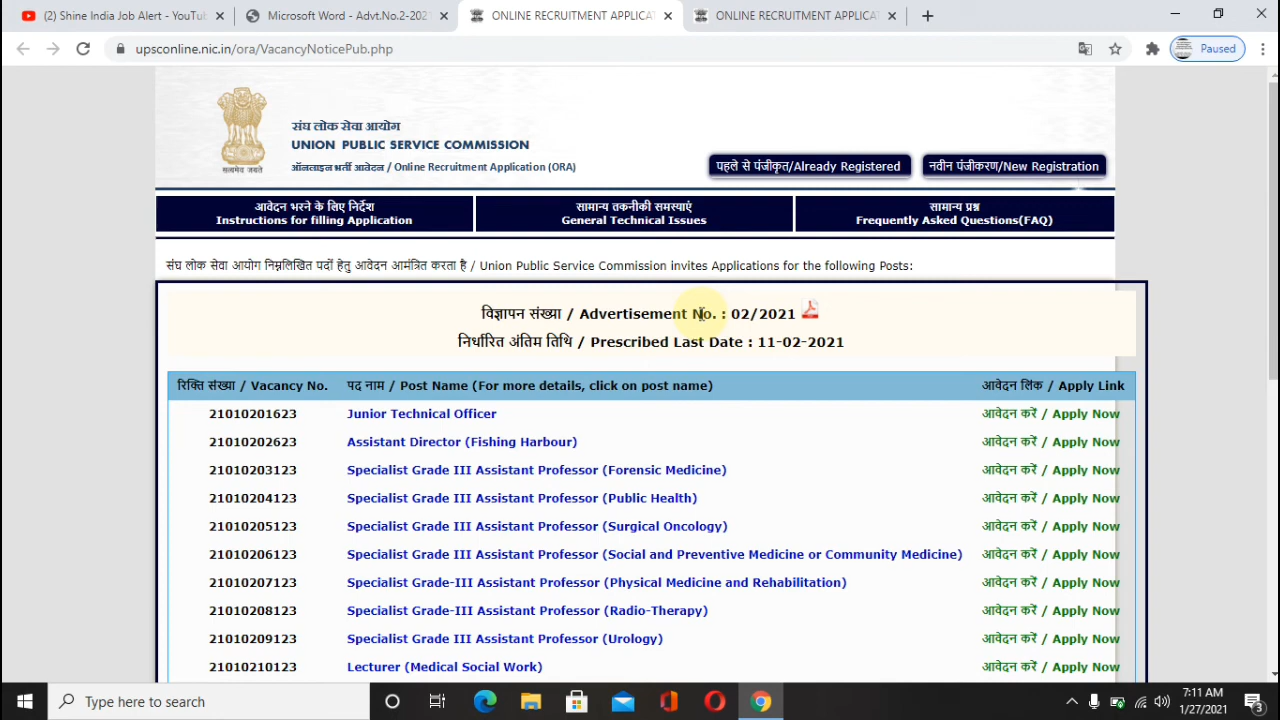 (2) Shine India Job Alert - YouTu
Microsoft Word - Advt.No.2-2021
ONLINE RECRUITMENT APPLICAT
ONLINE RECRUITMENT APPLICAT
upsconline.nic.in/ora/VacancyNoticePub.php
Paused
सत्यमेव जयते
संघ लोक सेवा आयोग
UNION PUBLIC SERVICE COMMISSION
ऑनलाइन भर्ती आवेदन / Online Recruitment Application (ORA)
पहले से पंजीकृत/Already Registered
नवीन पंजीकरण/New Registration
आवेदन भरने के लिए निर्देश
Instructions for filling Application
सामान्य तकनीकी समस्याएं
General Technical Issues
सामान्य प्रश्न
Frequently Asked Questions(FAQ)
संघ लोक सेवा आयोग निम्नलिखित पदों हेतु आवेदन आमंत्रित करता है / Union Public Service Commission invites Applications for the following Posts:
विज्ञापन संख्या / Advertisement No. : 02/2021
निर्धारित अंतिम तिथि / Prescribed Last Date : 11-02-2021
रिक्ति संख्या / Vacancy No. पद नाम / Post Name (For more details, click on post name) आवेदन लिंक / Apply Link
21010201623 Junior Technical Officer आवेदन करें / Apply Now
21010202623 Assistant Director (Fishing Harbour) आवेदन करें / Apply Now
21010203123 Specialist Grade III Assistant Professor (Forensic Medicine) आवेदन करें / Apply Now
21010204123 Specialist Grade III Assistant Professor (Public Health) आवेदन करें / Apply Now
21010205123 Specialist Grade III Assistant Professor (Surgical Oncology) आवेदन करें / Apply Now
21010206123 Specialist Grade III Assistant Professor (Social and Preventive Medicine or Community Medicine) आवेदन करें / Apply Now
21010207123 Specialist Grade-III Assistant Professor (Physical Medicine and Rehabilitation) आवेदन करें / Apply Now
21010208123 Specialist Grade-III Assistant Professor (Radio-Therapy) आवेदन करें / Apply Now
21010209123 Specialist Grade III Assistant Professor (Urology) आवेदन करें / Apply Now
21010210123 Lecturer (Medical Social Work) आवेदन करें / Apply Now
Type here to search
7:11 AM
1/27/2021
3